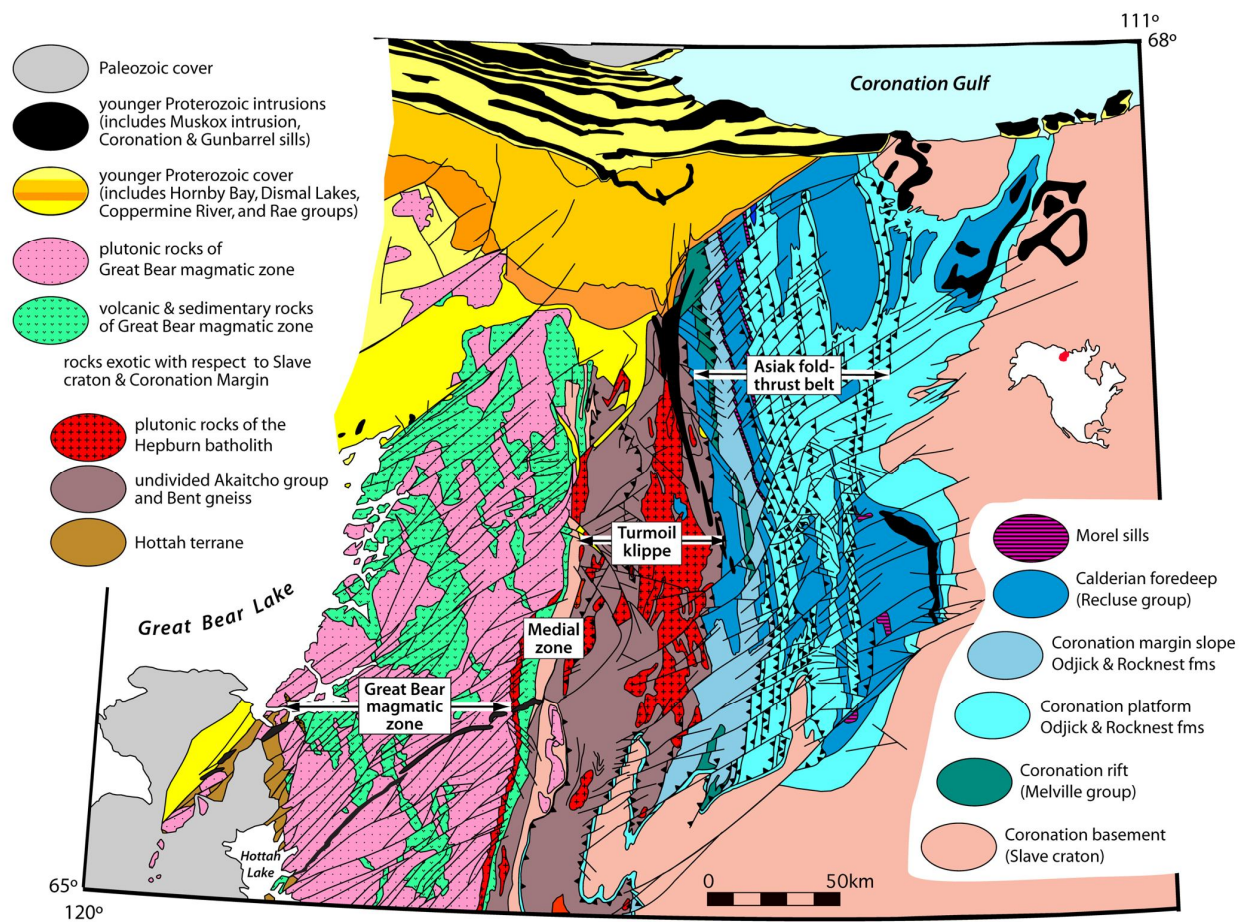 111º
68º
Paleozoic cover
younger Proterozoic intrusions
(includes Muskox intrusion,
Coronation & Gunbarrel sills)
younger Proterozoic cover
(includes Hornby Bay, Dismal Lakes,
Coppermine River, and Rae groups)
plutonic rocks of
Great Bear magmatic zone
volcanic & sedimentary rocks
of Great Bear magmatic zone
rocks exotic with respect to Slave
craton & Coronation Margin
plutonic rocks of the
Hepburn batholith
undivided Akaitcho group
and Bent gneiss
Hottah terrane
Coronation Gulf
Asiak fold-
thrust belt
Turmoil
klippe
Great Bear Lake
Medial
zone
Great Bear
magmatic
zone
Hottah
Lake
65º
120º
0 50km
Morel sills
Calderian foredeep
(Recluse group)
Coronation margin slope
Odjick & Rocknest fms
Coronation platform
Odjick & Rocknest fms
Coronation rift
(Melville group)
Coronation basement
(Slave craton)